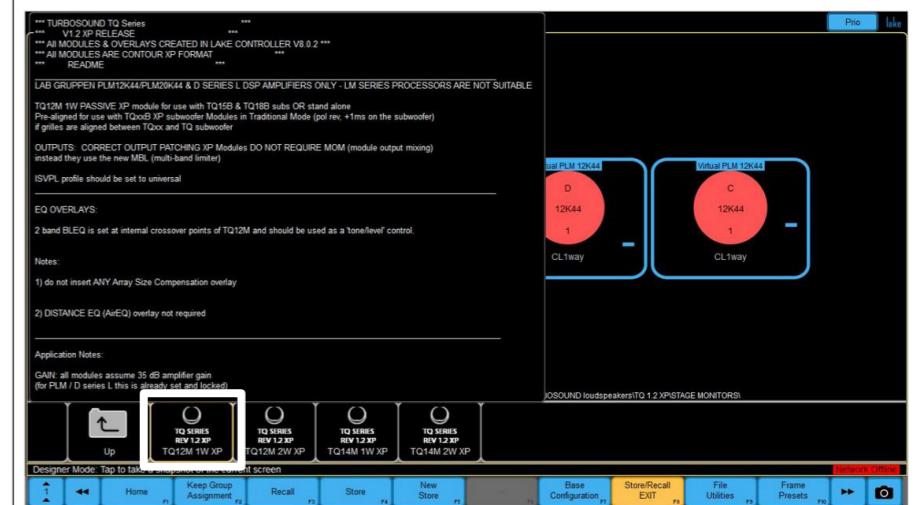 *** TURBOSOUND TQ Series ***
*** V1.2 XP RELEASE ***
*** All MODULES & OVERLAYS CREATED IN LAKE CONTROLLER V8.0.2 ***
*** All MODULES ARE CONTOUR XP FORMAT ***
*** README ***
LAB GRUPPEN PLM12K44/PLM20K44 & D SERIES L DSP AMPLIFIERS ONLY - LM SERIES PROCESSORS ARE NOT SUITABLE
TQ12M 1W PASSIVE XP module for use with TQ15B & TQ18B subs OR stand alone
Pre-aligned for use with TQxxB XP subwoofer Modules in Traditional Mode (pol rev, +1ms on the subwoofer)
if grilles are aligned between TQxx and TQ subwoofer
OUTPUTS: CORRECT OUTPUT PATCHING XP Modules DO NOT REQUIRE MOM (module output mixing)
instead they use the new MBL (multi-band limiter)
ISVPL profile should be set to universal
EQ OVERLAYS:
2 band BLEQ is set at internal crossover points of TQ12M and should be used as a 'tone/level' control.
Notes:
1) do not insert ANY Array Size Compensation overlay
2) DISTANCE EQ (AirEQ) overlay not required
Application Notes:
GAIN: all modules assume 35 dB amplifier gain
(for PLM / D series L this is already set and locked)
Prio
lake
tual PLM 12K44
D
12K44
1
CL1way
Virtual PLM 12K44
C
12K44
1
CL1way
OSOUND loudspeakers\TQ 1.2 XP\STAGE MONITORS\
Up
TQ SERIES
REV 1.2 XP
TQ12M 1W XP
TQ SERIES
REV 1.2 XP
TQ12M 2W XP
TQ SERIES
REV 1.2 XP
TQ14M 1W XP
TQ SERIES
REV 1.2 XP
TQ14M 2W XP
Designer Mode: Tap to take a snapshot of the current screen
Network Offline
1
Home F1
Keep Group Assignment F2
Recall F3
Store F4
New Store F5
F6
Base Configuration F7
Store/Recall EXIT F8
File Utilities F9
Frame Presets F10